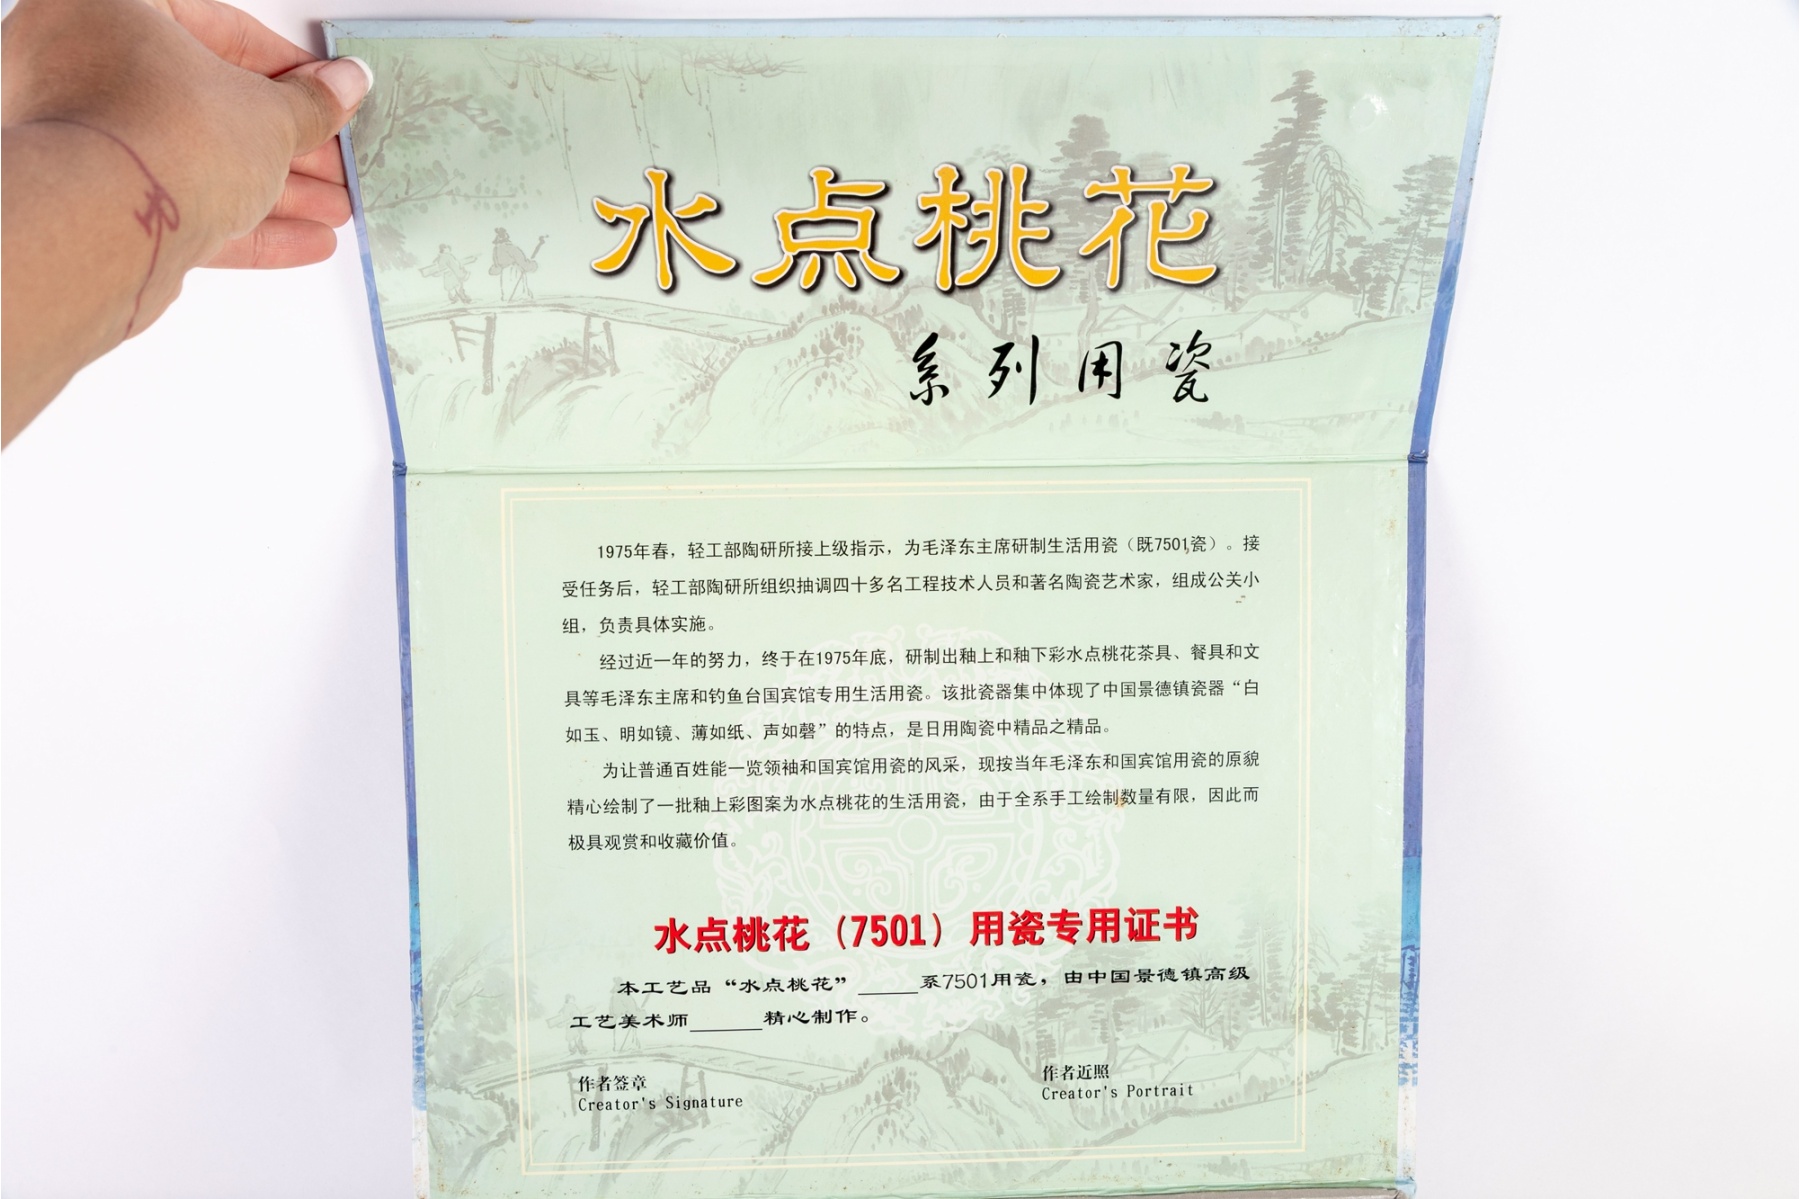 水点桃花
系列用瓷
1975年春，轻工部陶研所接上级指示，为毛泽东主席研制生活用瓷（既7501瓷）。接
受任务后，轻工部陶研所组织抽调四十多名工程技术人员和著名陶瓷艺术家，组成公关小
组，负责具体实施。
经过近一年的努力，终于在1975年底，研制出釉上和釉下彩水点桃花茶具、餐具和文
具等毛泽东主席和钓鱼台国宾馆专用生活用瓷。该批瓷器集中体现了中国景德镇瓷器“白
如玉、明如镜、薄如纸、声如磬”的特点，是日用陶瓷中精品之精品。
为让普通百姓能一览领袖和国宾馆用瓷的风采，现按当年毛泽东和国宾馆用瓷的原貌
精心绘制了一批釉上彩图案为水点桃花的生活用瓷，由于全系手工绘制数量有限，因此而
极具观赏和收藏价值。
水点桃花（7501）用瓷专用证书
本工艺品“水点桃花”_____系7501用瓷，由中国景德镇高级
工艺美术师______精心制作。
作者签章
Creator's Signature
作者近照
Creator's Portrait